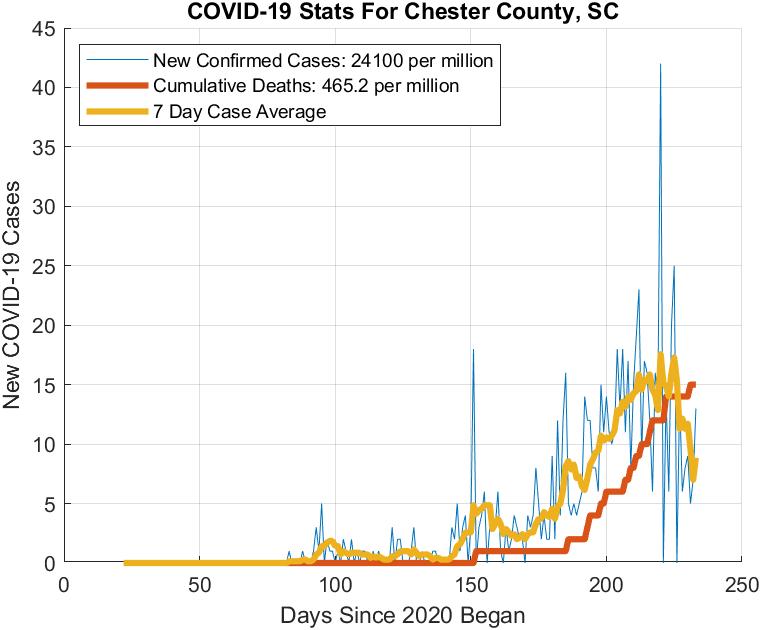 COVID-19 Stats For Chester County, SC
45
40
35
30
25
20
15
10
5
0
New COVID-19 Cases
New Confirmed Cases: 24100 per million
Cumulative Deaths: 465.2 per million
7 Day Case Average
0 50 100 150 200 250
Days Since 2020 Began